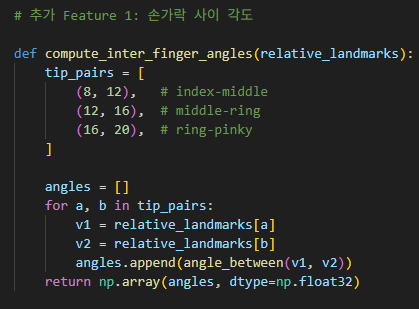 # 추가 Feature 1: 손가락 사이 각도
def compute_inter_finger_angles(relative_landmarks):
    tip_pairs = [
        (8, 12),   # index-middle
        (12, 16),  # middle-ring
        (16, 20),  # ring-pinky
    ]
    angles = []
    for a, b in tip_pairs:
        v1 = relative_landmarks[a]
        v2 = relative_landmarks[b]
        angles.append(angle_between(v1, v2))
    return np.array(angles, dtype=np.float32)